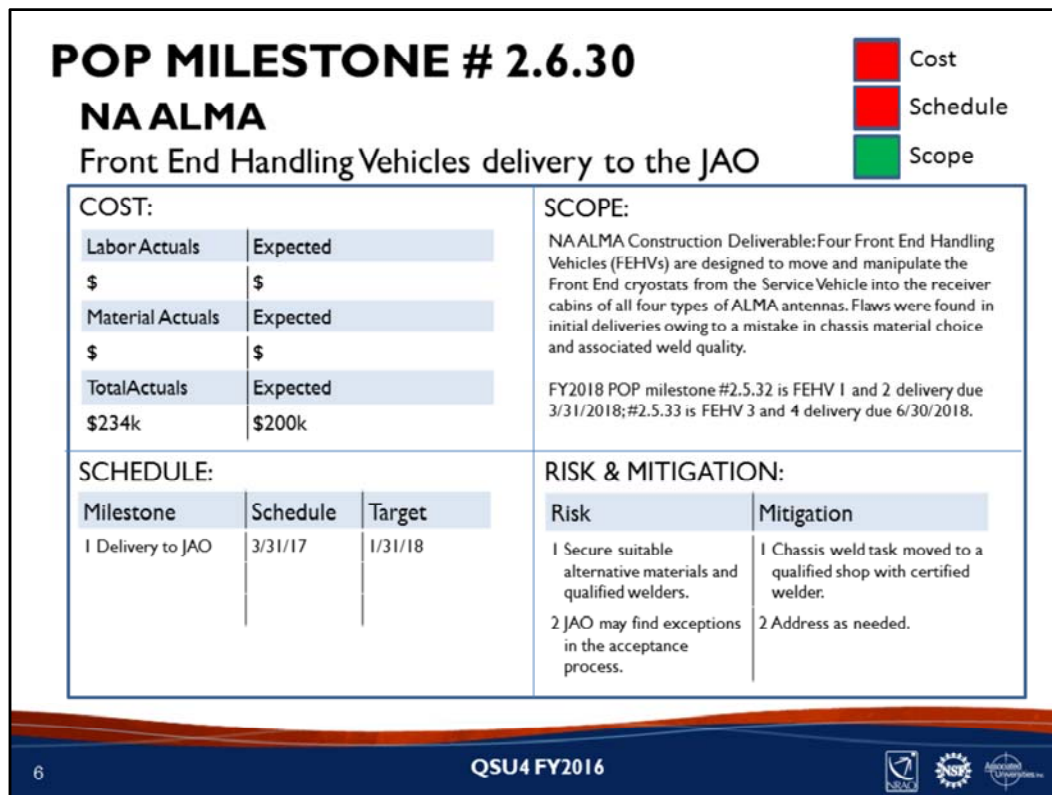 POP MILESTONE # 2.6.30
NA ALMA
Front End Handling Vehicles delivery to the JAO
Cost
Schedule
Scope
COST:
Labor Actuals Expected
$ $
Material Actuals Expected
$ $
TotalActuals Expected
$234k $200k
SCOPE:
NA ALMA Construction Deliverable: Four Front End Handling
Vehicles (FEHVs) are designed to move and manipulate the
Front End cryostats from the Service Vehicle into the receiver
cabins of all four types of ALMA antennas. Flaws were found in
initial deliveries owing to a mistake in chassis material choice
and associated weld quality.
FY2018 POP milestone #2.5.32 is FEHV 1 and 2 delivery due
3/31/2018; #2.5.33 is FEHV 3 and 4 delivery due 6/30/2018.
SCHEDULE:
Milestone Schedule Target
1 Delivery to JAO 3/31/17 1/31/18
RISK & MITIGATION:
Risk Mitigation
1 Secure suitable 1 Chassis weld task moved to a
alternative materials and qualified shop with certified
qualified welders. welder.
2 JAO may find exceptions 2 Address as needed.
in the acceptance
process.
6
QSU4 FY2016
NRAO
NSF
Associated
Universities, Inc.